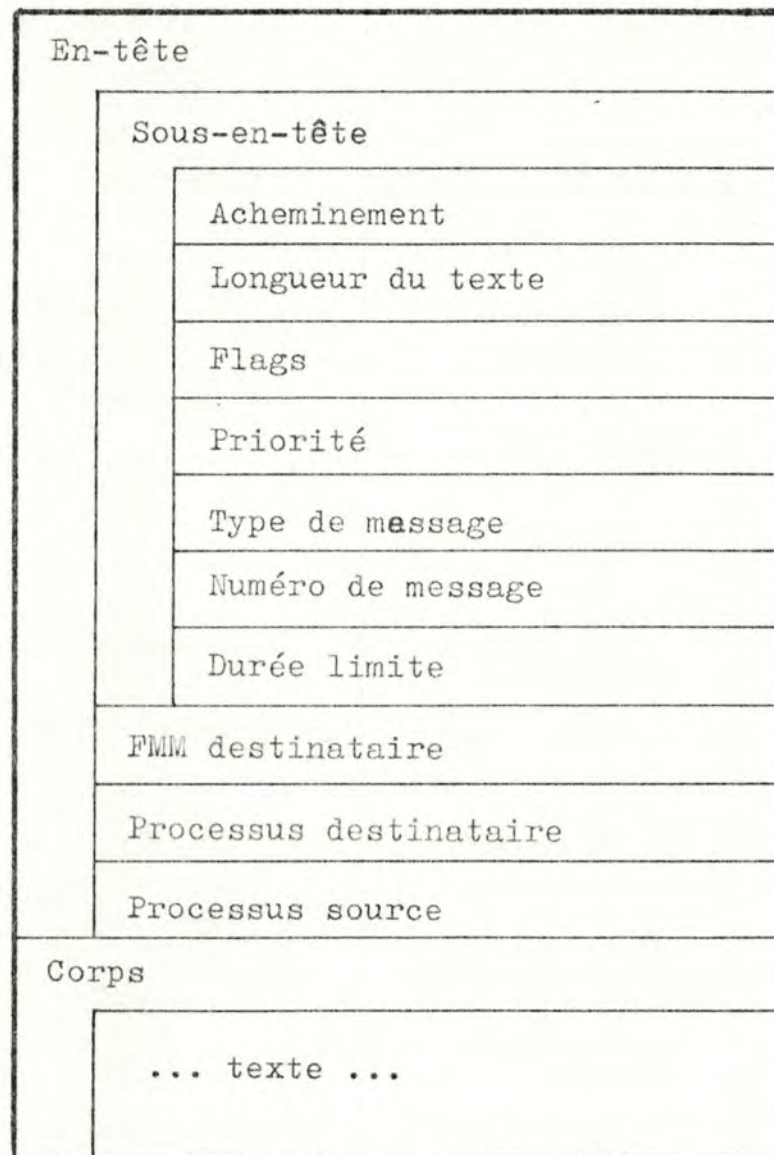 En-tête
Sous-en-tête
Acheminement
Longueur du texte
Flags
Priorité
Type de message
Numéro de message
Durée limite
FMM destinataire
Processus destinataire
Processus source
Corps
... texte ...